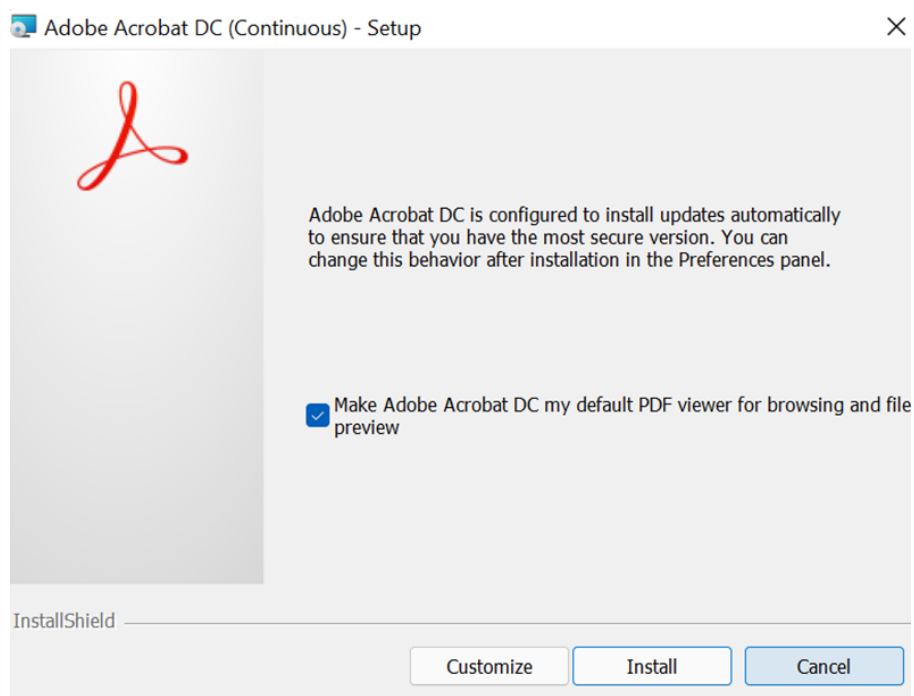 Adobe Acrobat DC (Continuous) - Setup
Adobe Acrobat DC is configured to install updates automatically
to ensure that you have the most secure version. You can
change this behavior after installation in the Preferences panel.
Make Adobe Acrobat DC my default PDF viewer for browsing and file
preview
InstallShield
Customize
Install
Cancel